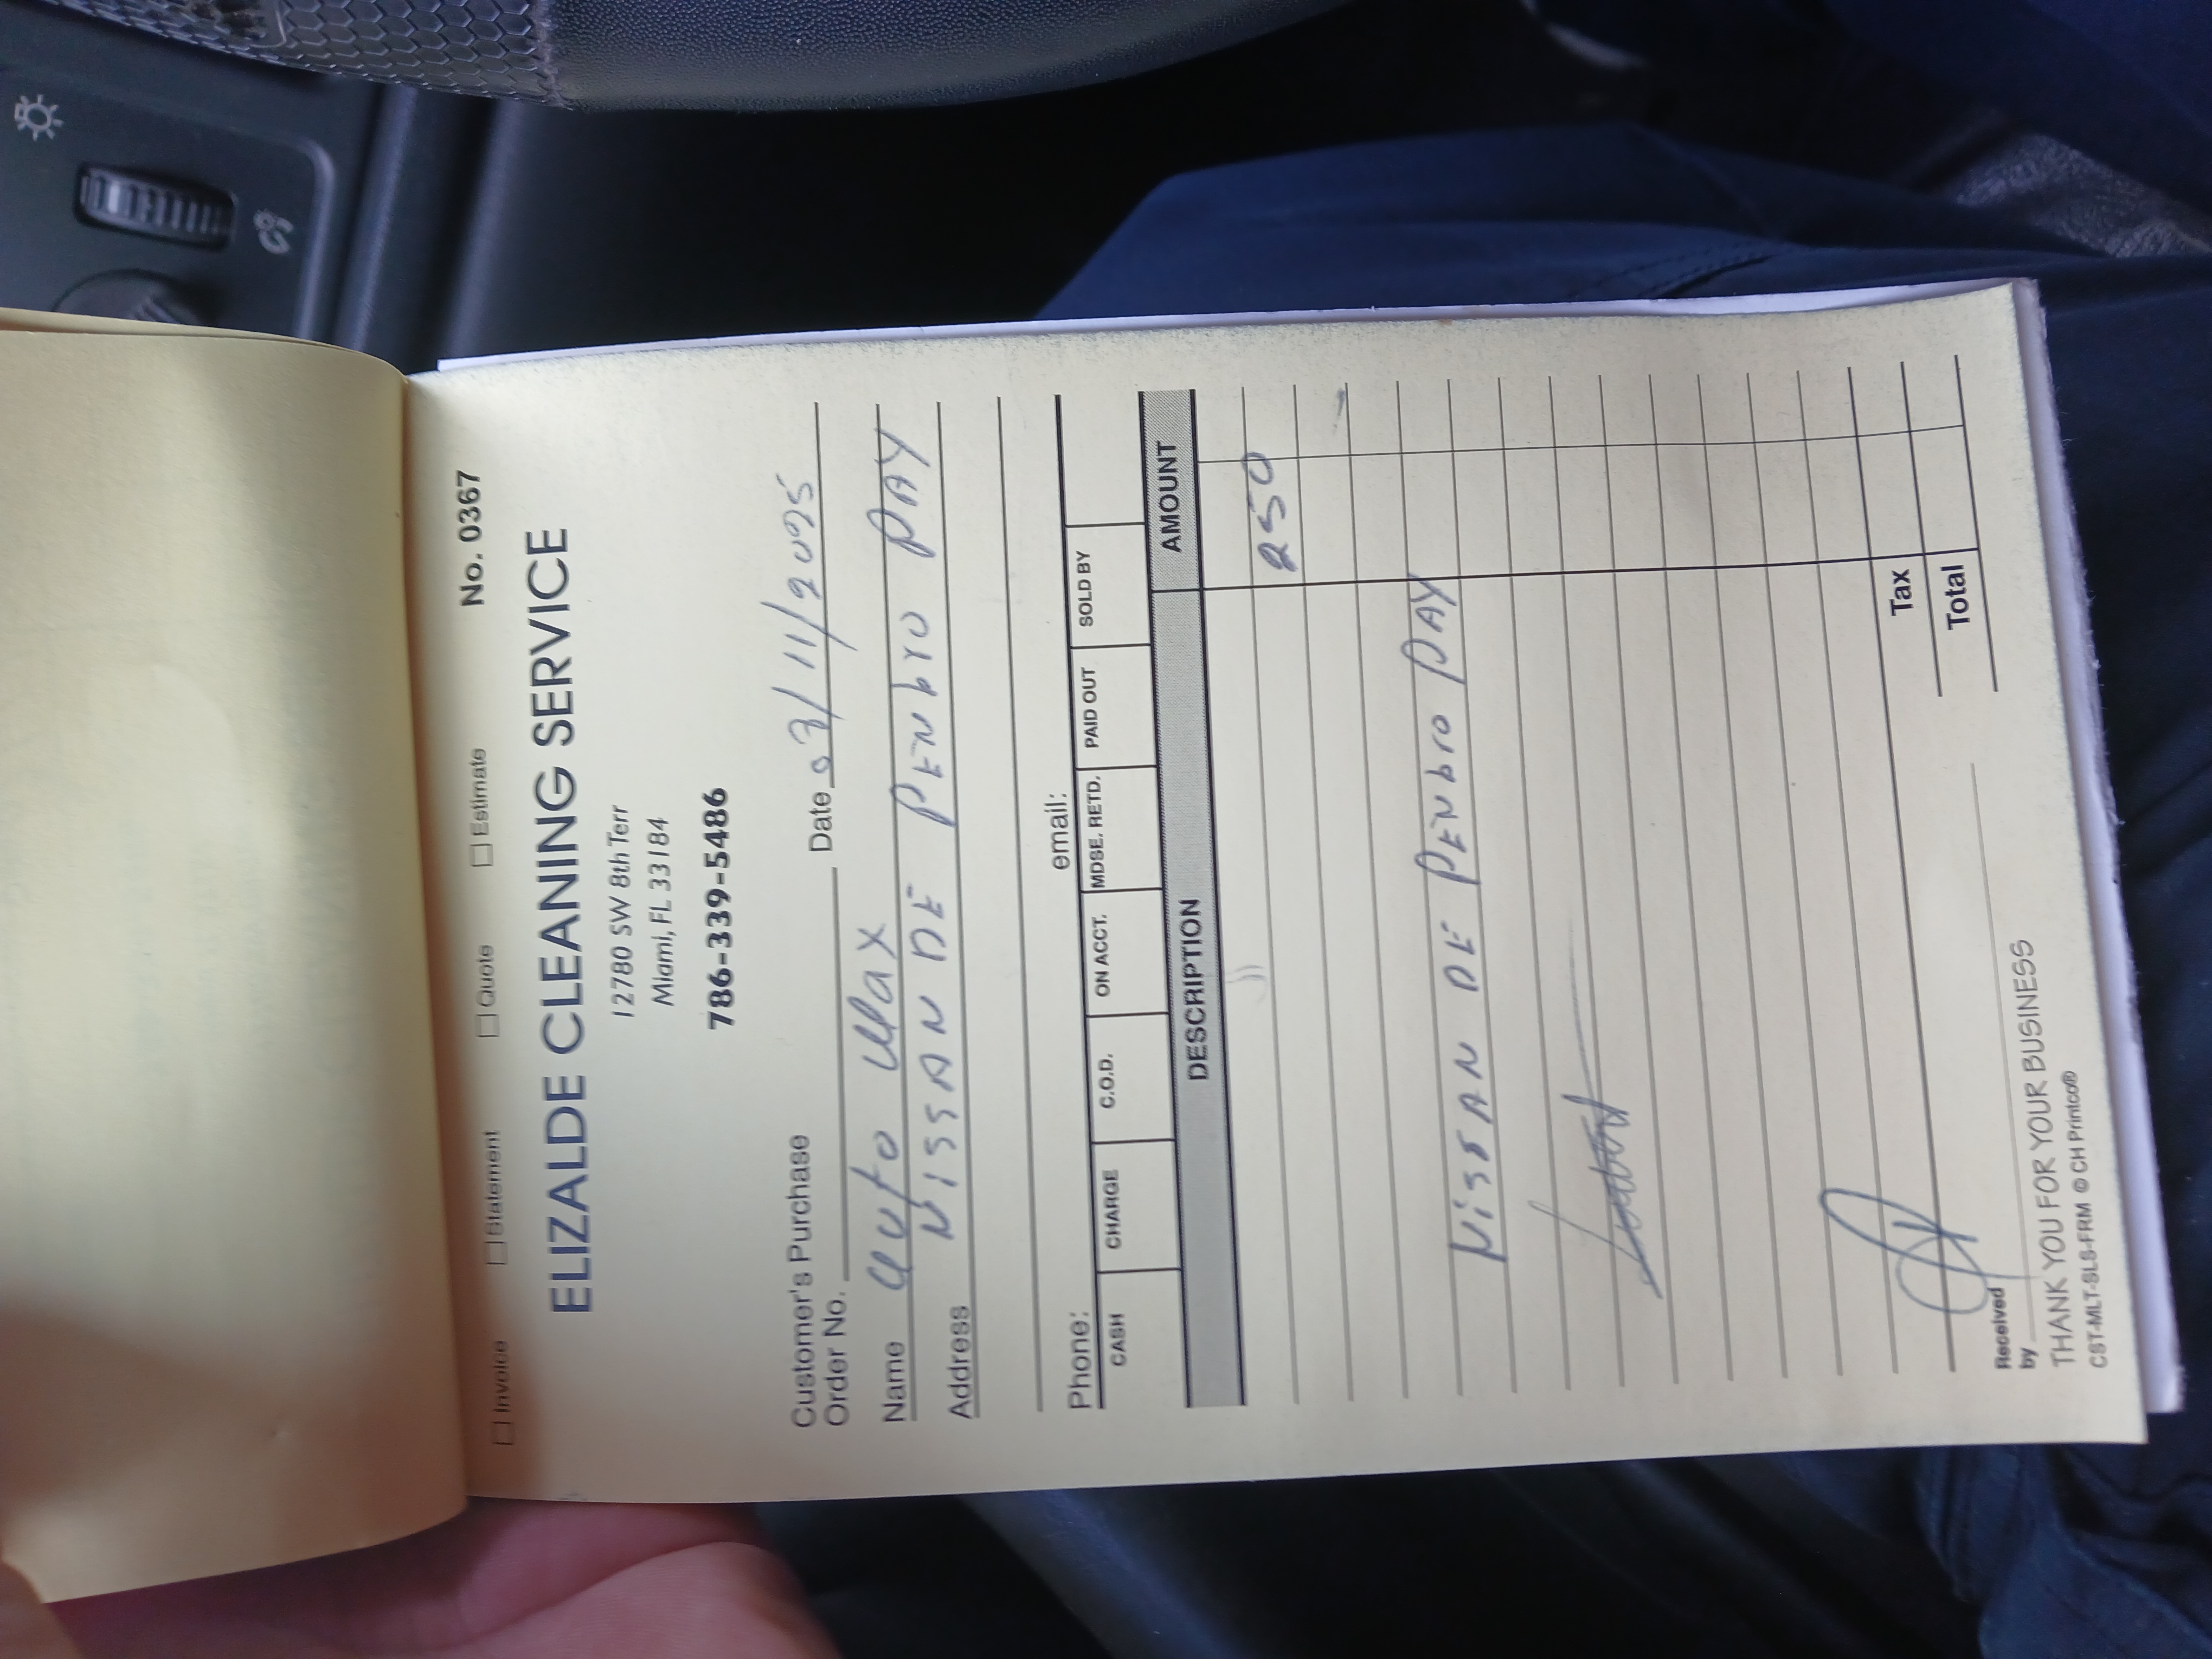 ☐ Invoice ☐ Statement ☐ Quote ☐ Estimate No. 0367
ELIZALDE CLEANING SERVICE
12780 SW 8th Terr
Miami, FL 33184
786-339-5486
Customer's Purchase
Order No. Date 03/11/2025
Name Auto Wax
Address NISSAN DE PENbro PAY
Phone: email:
CASH CHARGE C.O.D. ON ACCT. MDSE. RETD. PAID OUT SOLD BY
DESCRIPTION AMOUNT
250
NiSSAN DE PENbro PAY
Tax
Total
Received
by
THANK YOU FOR YOUR BUSINESS
CST-MLT-SLS-FRM © CH Printco®